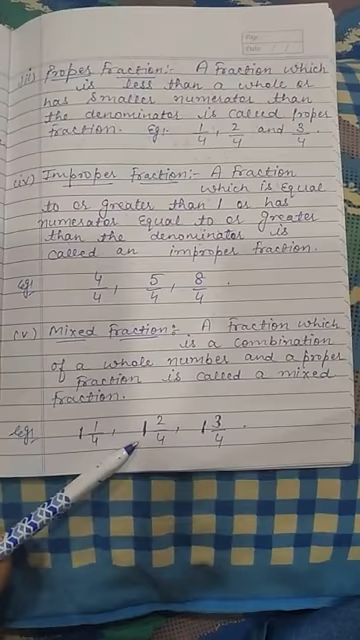 Page:
Date: / /
iii) Proper Fraction:- A fraction which
is less than a whole or
has smaller numerator than
the denominator is called proper
fraction. Eg: 1/4, 2/4 and 3/4.
(iv) Improper Fraction:- A Fraction
which is equal
to or greater than 1 or has
numerator equal to or greater
than the denominator is
called an improper fraction.
Eg: 4/4, 5/4, 8/4.
(v) Mixed Fraction: A fraction which
is a combination
of a whole number and a proper
fraction is called a mixed
fraction.
Eg: 1 1/4, 1 2/4, 1 3/4.